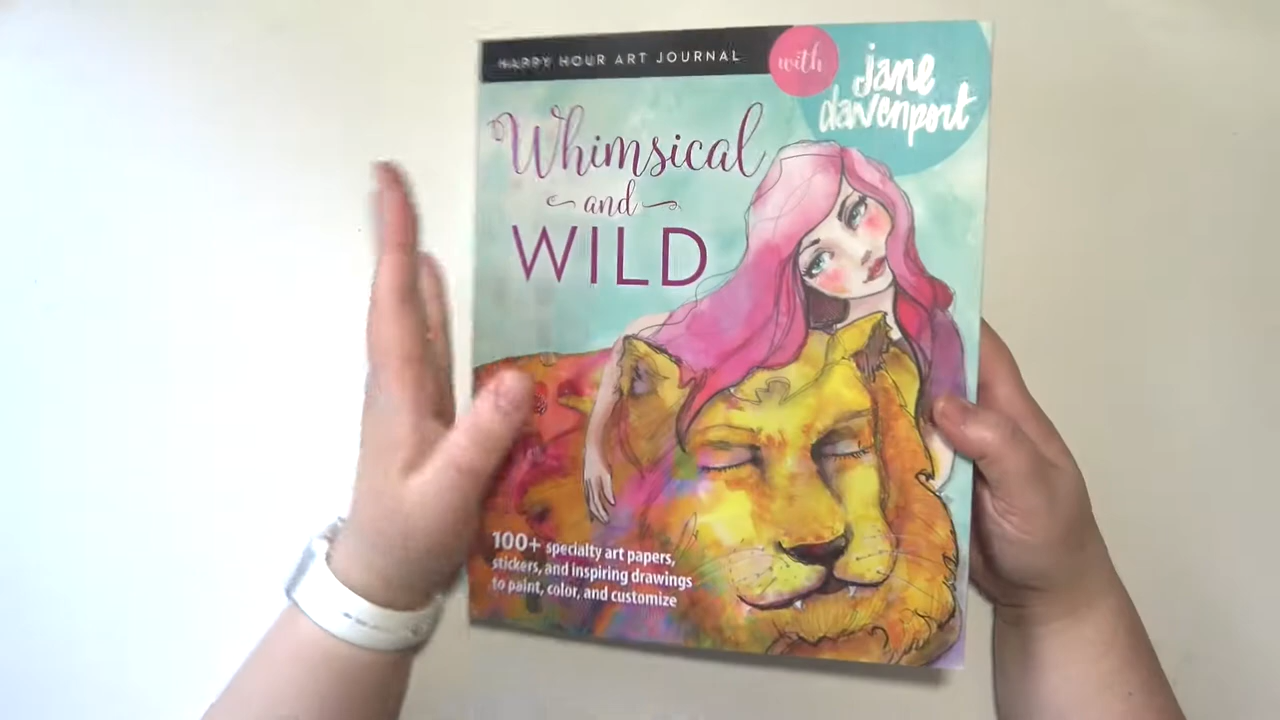 HAPPY HOUR ART JOURNAL
with
jane
davenport
Whimsical
and
WILD
100+ specialty art papers,
stickers, and inspiring drawings
to paint, color, and customize